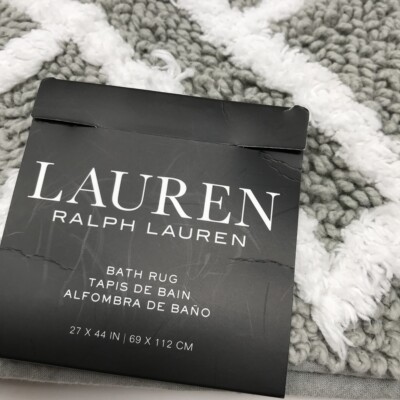 LAUREN
RALPH LAUREN
BATH RUG
TAPIS DE BAIN
ALFOMBRA DE BAÑO
27 X 44 IN | 69 X 112 CM